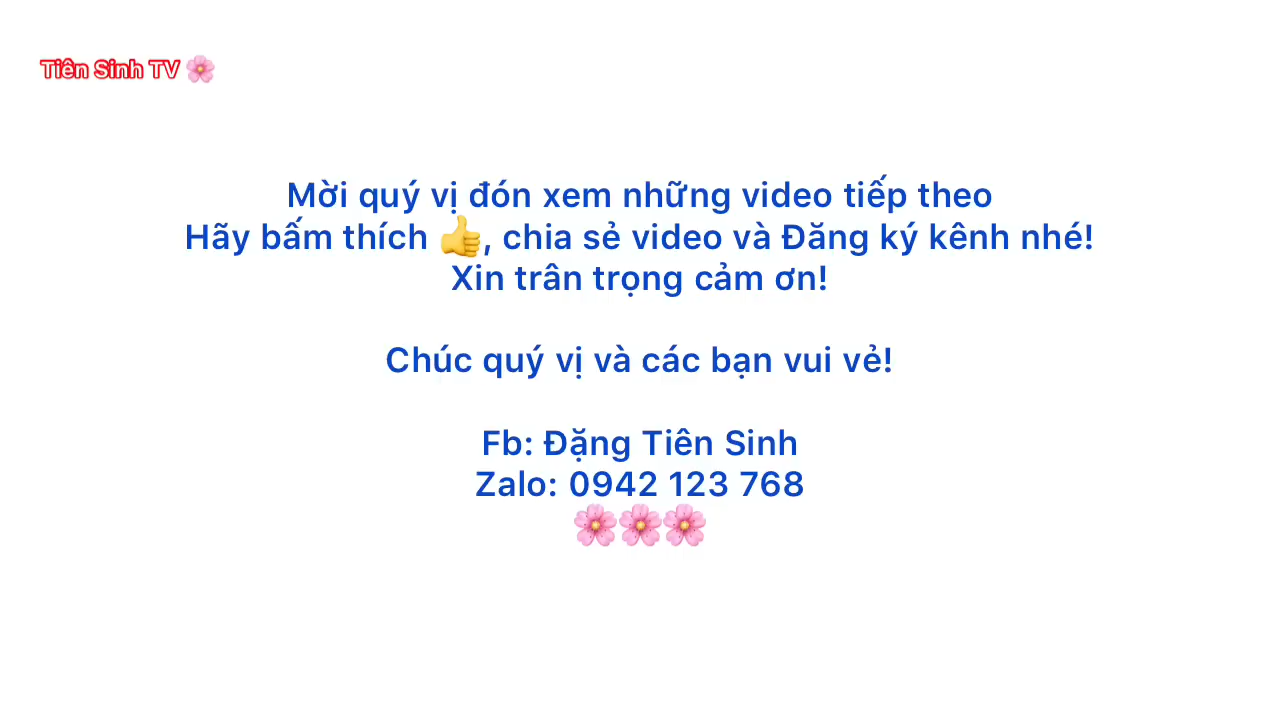 Tiên Sinh TV 🌸
Mời quý vị đón xem những video tiếp theo
Hãy bấm thích 👍, chia sẻ video và Đăng ký kênh nhé!
Xin trân trọng cảm ơn!
Chúc quý vị và các bạn vui vẻ!
Fb: Đặng Tiên Sinh
Zalo: 0942 123 768
🌸🌸🌸